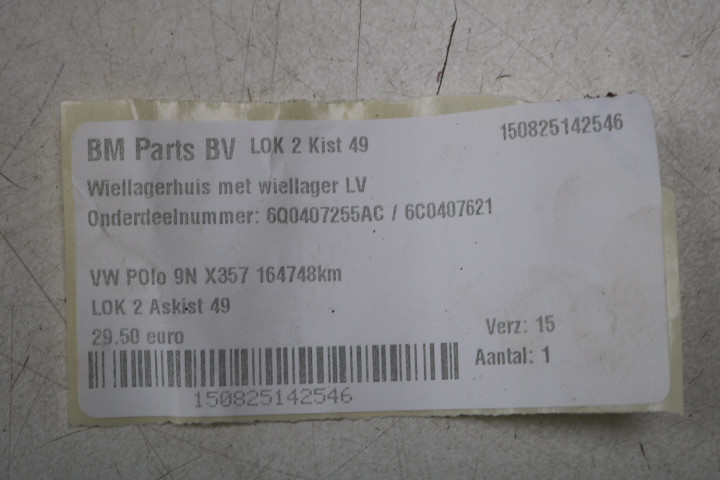 BM Parts BV LOK 2 Kist 49 150825142546
Wiellagerhuis met wiellager LV
Onderdeelnummer: 6Q0407255AC / 6C0407621
VW POlo 9N X357 164748km
LOK 2 Askist 49
29.50 euro Verz: 15
Aantal: 1
150825142546